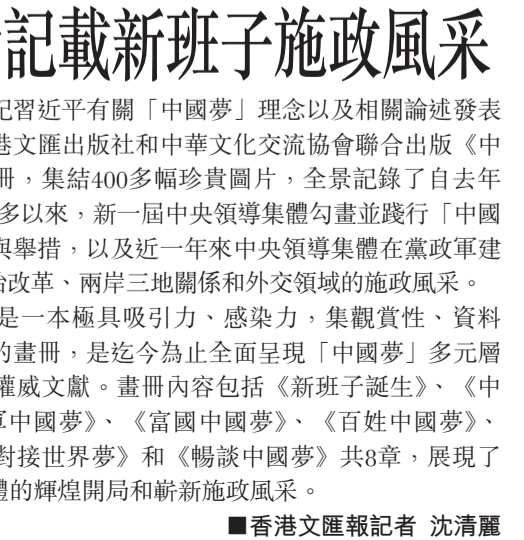 記載新班子施政風采
記習近平有關「中國夢」理念以及相關論述發表
港文匯出版社和中華文化交流協會聯合出版《中
冊，集結400多幅珍貴圖片，全景記錄了自去年
多以來，新一屆中央領導集體勾畫並踐行「中國
與舉措，以及近一年來中央領導集體在黨政軍建
治改革、兩岸三地關係和外交領域的施政風采。
是一本極具吸引力、感染力，集觀賞性、資料
的畫冊，是迄今為止全面呈現「中國夢」多元層
權威文獻。畫冊內容包括《新班子誕生》、《中
軍中國夢》、《富國中國夢》、《百姓中國夢》、
對接世界夢》和《暢談中國夢》共8章，展現了
體的輝煌開局和嶄新施政風采。
■香港文匯報記者 沈清麗